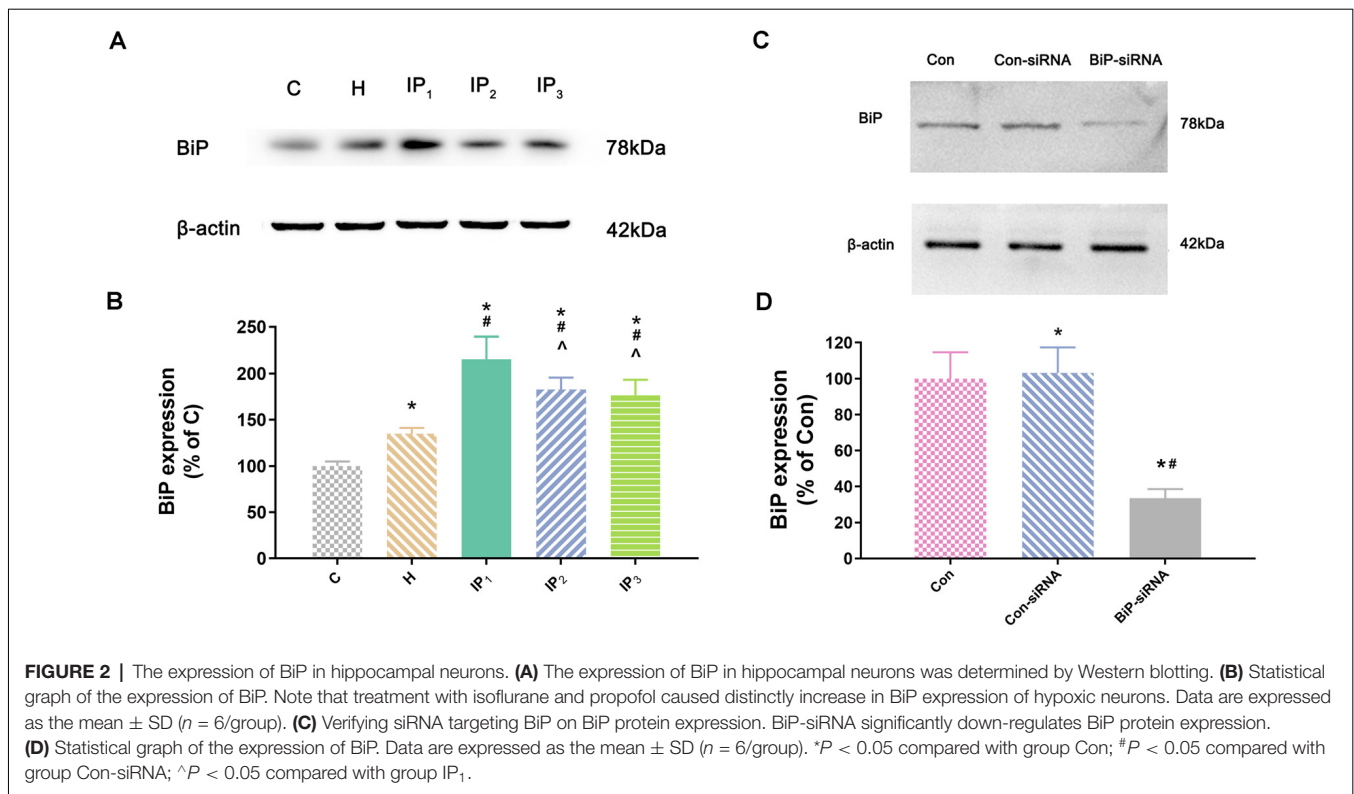 A
C H IP₁ IP₂ IP₃
BiP 78kDa
β-actin 42kDa
B
BiP expression
(% of C)
250
200
150
100
50
0
*
*
#
*
#
^
*
#
^
C H IP₁ IP₂ IP₃
C
Con Con-siRNA BiP-siRNA
BiP 78kDa
β-actin 42kDa
D
BiP expression
(% of Con)
120
100
80
60
40
20
0
*
*#
Con Con-siRNA BiP-siRNA
FIGURE 2 | The expression of BiP in hippocampal neurons. (A) The expression of BiP in hippocampal neurons was determined by Western blotting. (B) Statistical
graph of the expression of BiP. Note that treatment with isoflurane and propofol caused distinctly increase in BiP expression of hypoxic neurons. Data are expressed
as the mean ± SD (n = 6/group). (C) Verifying siRNA targeting BiP on BiP protein expression. BiP-siRNA significantly down-regulates BiP protein expression.
(D) Statistical graph of the expression of BiP. Data are expressed as the mean ± SD (n = 6/group). *P < 0.05 compared with group Con; #P < 0.05 compared with
group Con-siRNA; ^P < 0.05 compared with group IP₁.